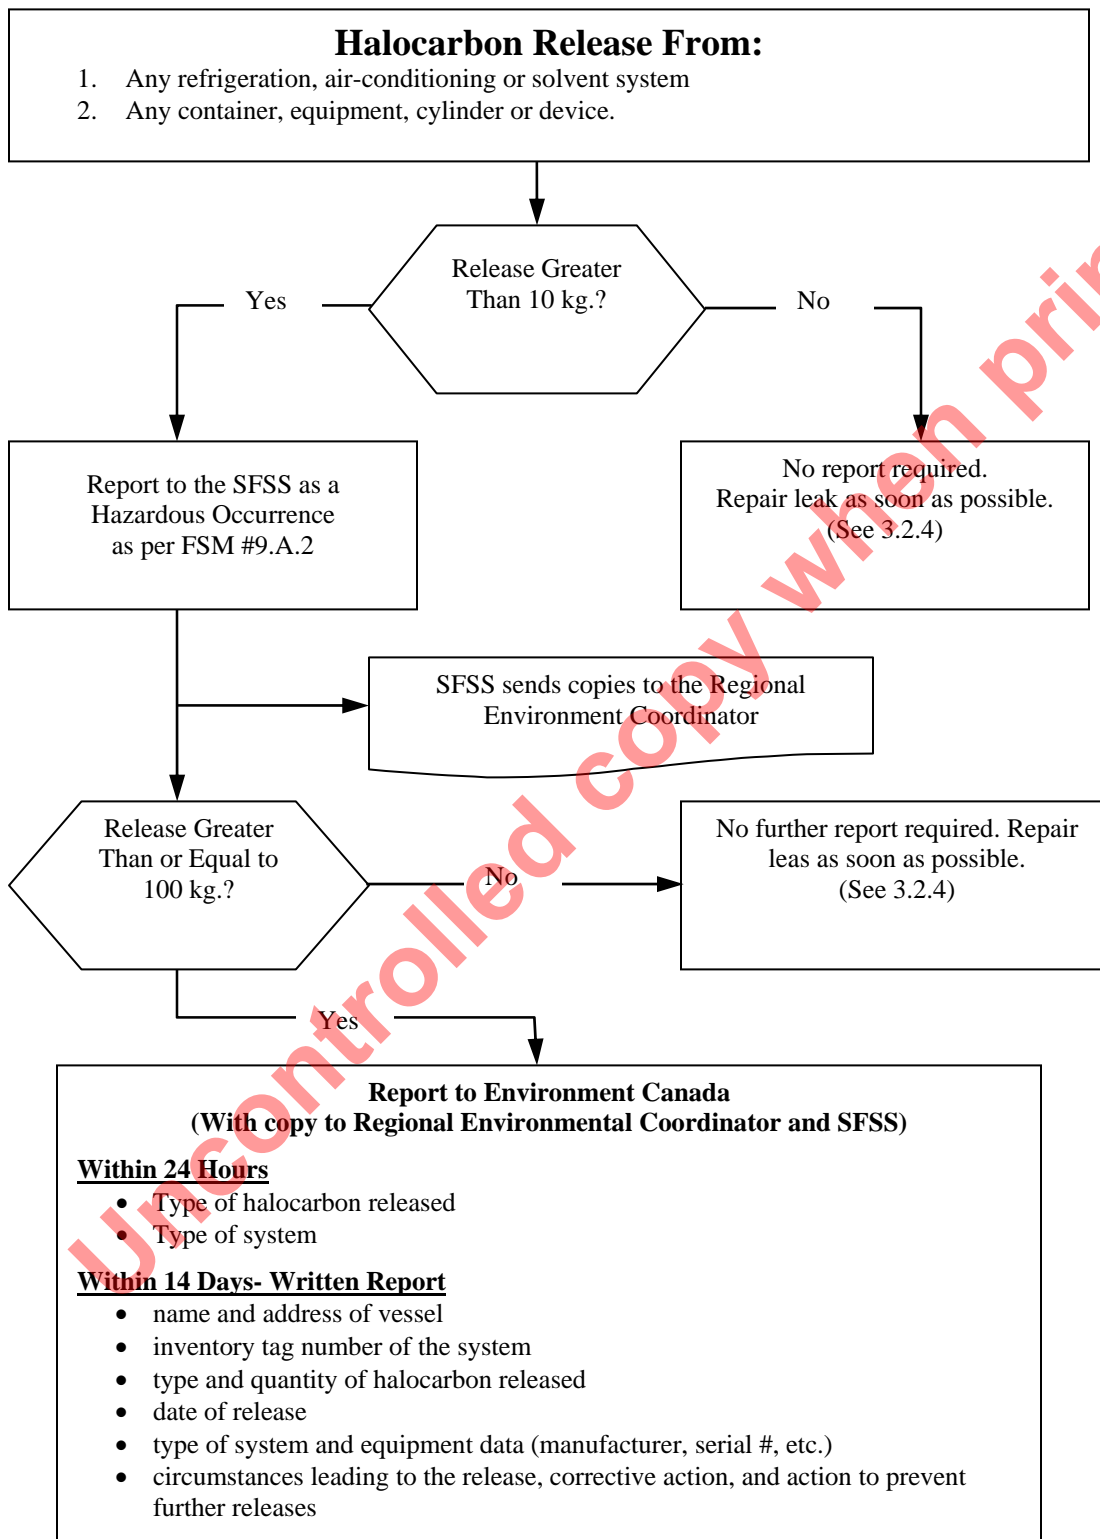 Halocarbon Release From:
1. Any refrigeration, air-conditioning or solvent system
2. Any container, equipment, cylinder or device.
Release Greater
Than 10 kg.?
Yes
No
Report to the SFSS as a
Hazardous Occurrence
as per FSM #9.A.2
No report required.
Repair leak as soon as possible.
(See 3.2.4)
SFSS sends copies to the Regional
Environment Coordinator
Release Greater
Than or Equal to
100 kg.?
No
No further report required. Repair
leas as soon as possible.
(See 3.2.4)
Yes
Report to Environment Canada
(With copy to Regional Environmental Coordinator and SFSS)
Within 24 Hours
• Type of halocarbon released
• Type of system
Within 14 Days- Written Report
• name and address of vessel
• inventory tag number of the system
• type and quantity of halocarbon released
• date of release
• type of system and equipment data (manufacturer, serial #, etc.)
• circumstances leading to the release, corrective action, and action to prevent
further releases
Uncontrolled copy when prin